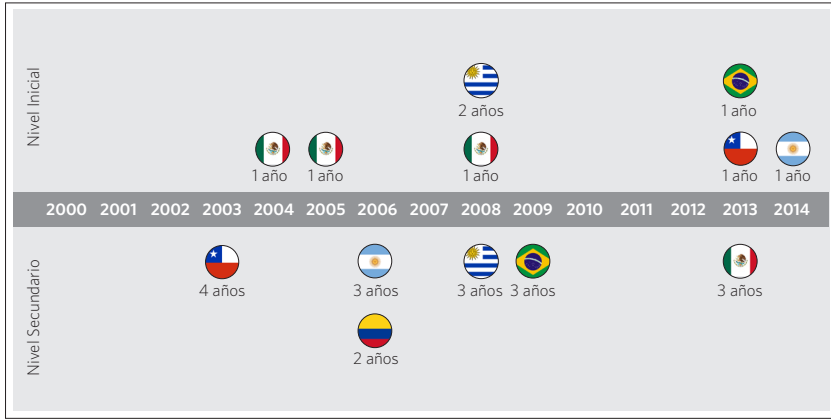 Nivel Inicial
2 años 1 año
1 año 1 año 1 año 1 año 1 año
2000 2001 2002 2003 2004 2005 2006 2007 2008 2009 2010 2011 2012 2013 2014
Nivel Secundario
4 años 3 años 3 años 3 años 3 años
2 años